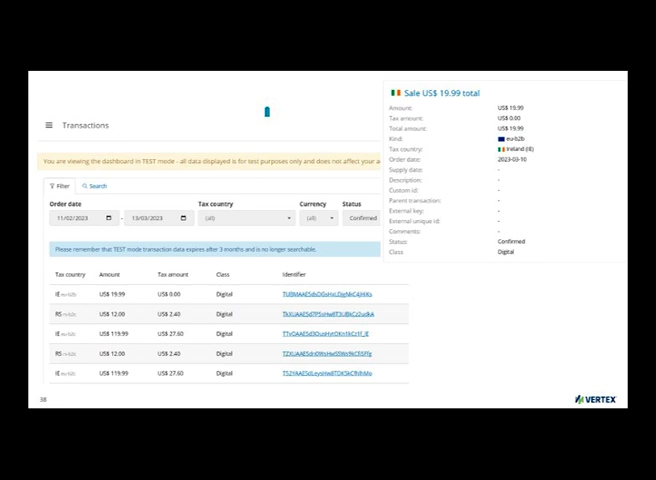 Sale US$ 19.99 total
Amount: US$ 19.99
Tax amount: US$ 0.00
Total amount US$ 19.99
Kind: eu-b2b
Tax country: Ireland (IE)
Order date: 2023-03-10
Supply date: -
Description: -
Custom id: -
Parent transaction: -
External key: -
External unique id: -
Comments: -
Status: Confirmed
Class Digital
Transactions
You are viewing the dashboard in TEST mode - all data displayed is for test purposes only and does not affect your a
Filter Search
Order date Tax country Currency Status
11/02/2023 - 13/03/2023 (all) (all) Confirmed
Please remember that TEST mode transaction data expires after 3 months and is no longer searchable.
Tax country Amount Tax amount Class Identifier
IE eu-b2b US$ 19.99 US$ 0.00 Digital
RS US$ 12.00 US$ 2.40 Digital
IE eu-b2c US$ 119.99 US$ 27.60 Digital
RS US$ 12.00 US$ 2.40 Digital
IE US$ 119.99 US$ 27.60 Digital
38 VERTEX